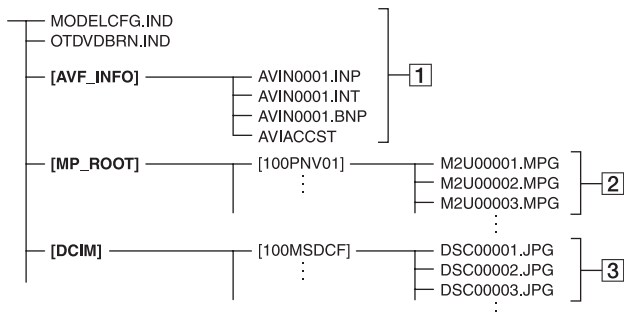 MODELCFG.IND
OTDVDBRN.IND
[AVF_INFO] AVIN0001.INP
AVIN0001.INT
AVIN0001.BNP
AVIACCST
1
[MP_ROOT] [100PNV01] M2U00001.MPG
M2U00002.MPG
M2U00003.MPG
2
[DCIM] [100MSDCF] DSC00001.JPG
DSC00002.JPG
DSC00003.JPG
3